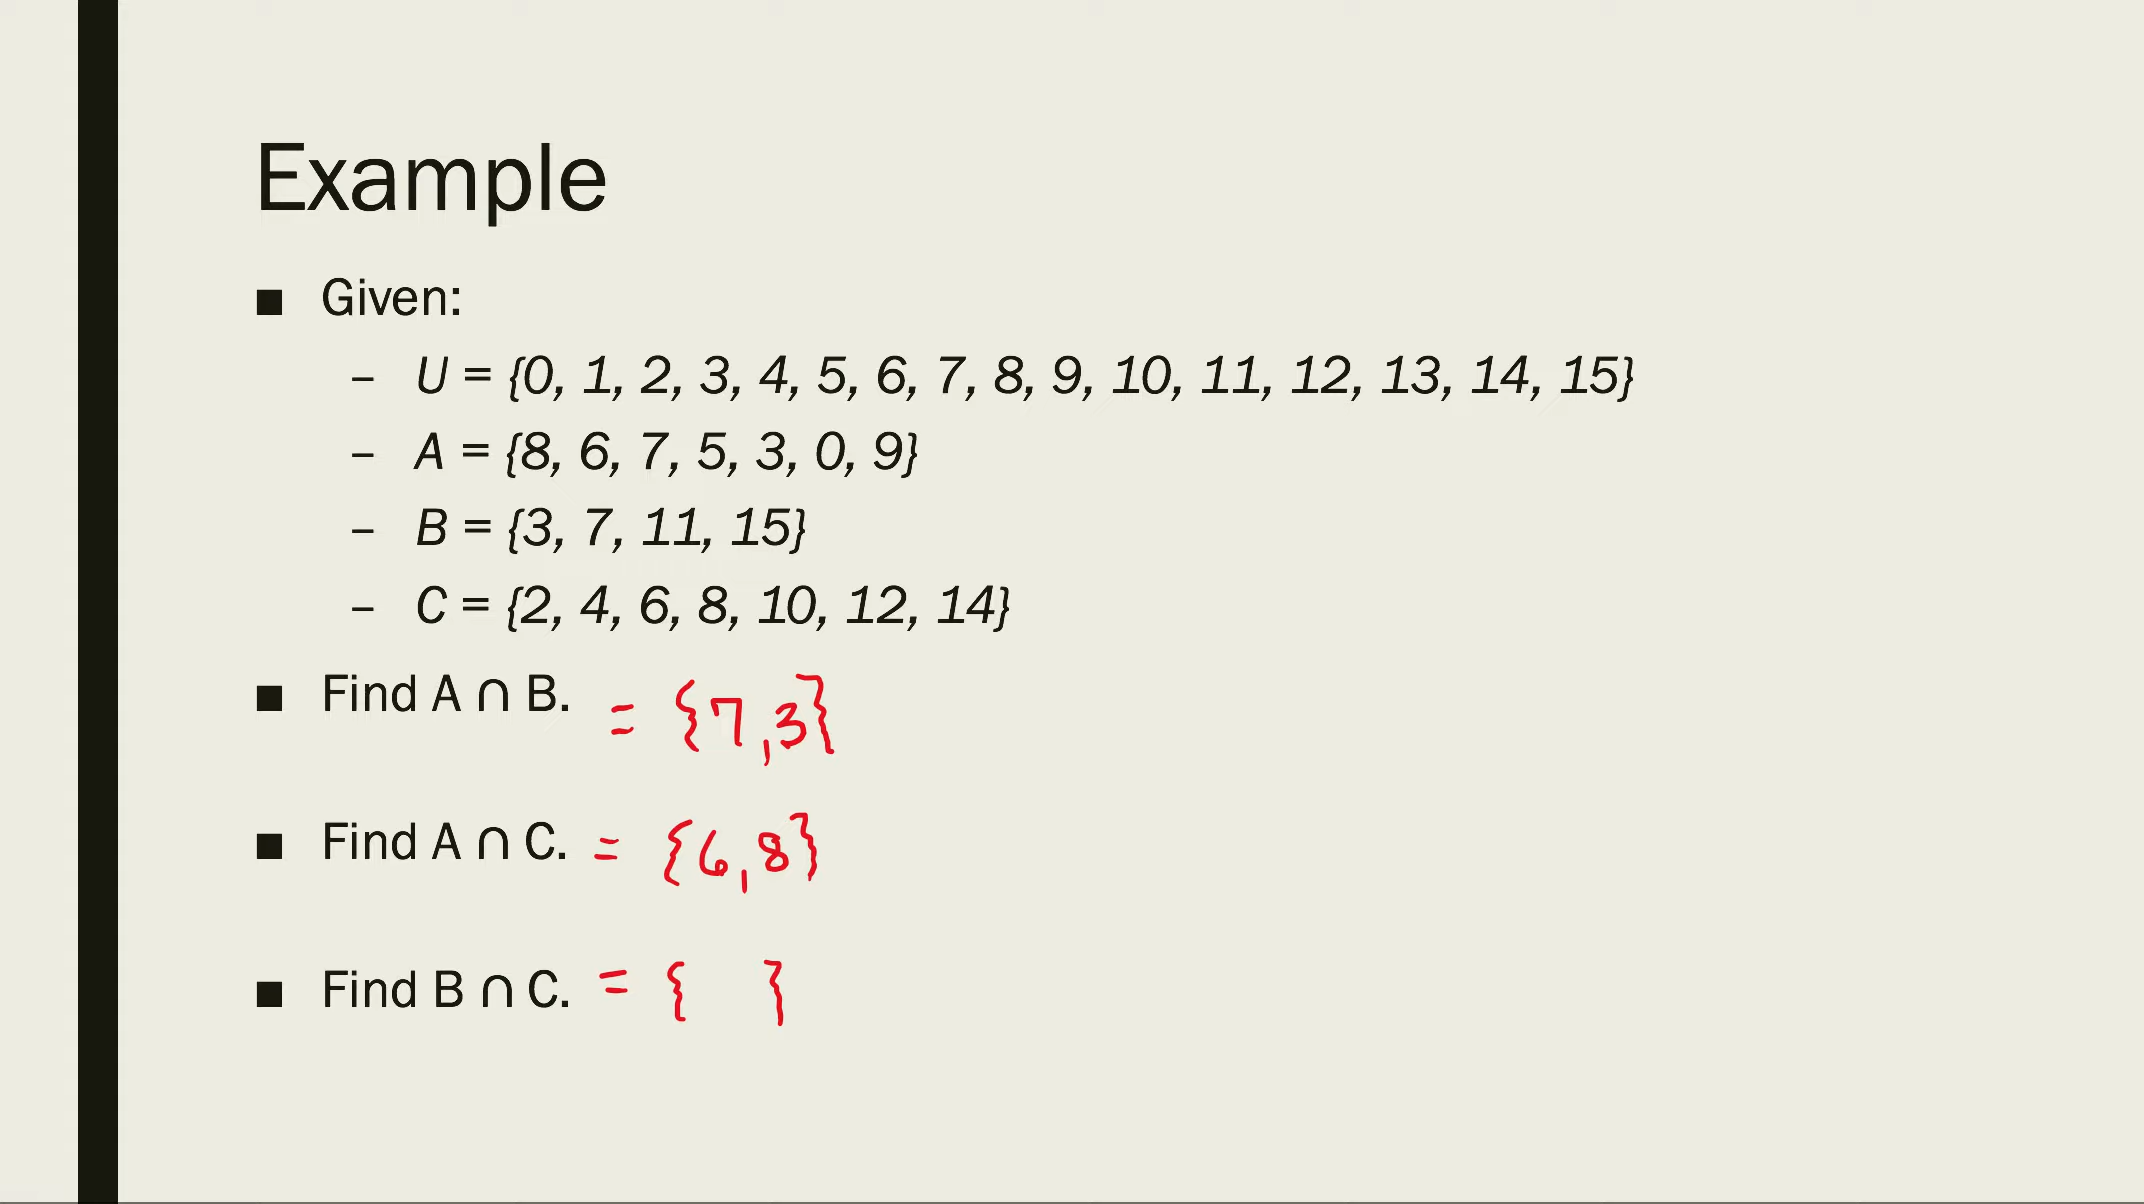 Example
■ Given:
– U = {0, 1, 2, 3, 4, 5, 6, 7, 8, 9, 10, 11, 12, 13, 14, 15}
– A = {8, 6, 7, 5, 3, 0, 9}
– B = {3, 7, 11, 15}
– C = {2, 4, 6, 8, 10, 12, 14}
■ Find A ∩ B. = {7,3}
■ Find A ∩ C. = {6,8}
■ Find B ∩ C. = { }